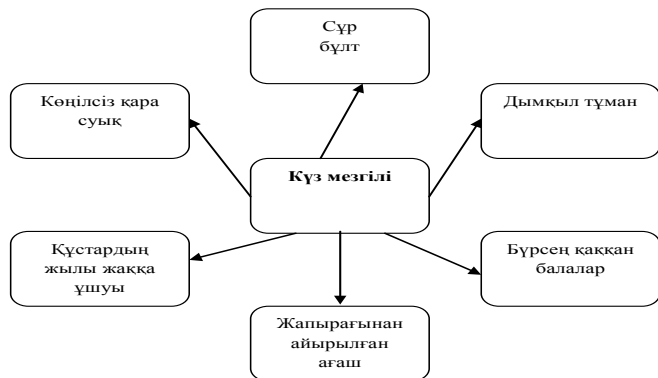 Сұр
бұлт
Көңілсіз қара
суық
Дымқыл тұман
Күз мезгілі
Құстардың
жылы жаққа
ұшуы
Бүрсең қаққан
балалар
Жапырағынан
айырылған
ағаш